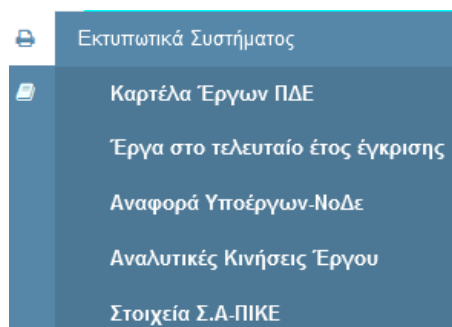 Εκτυπωτικά Συστήματος
Καρτέλα Έργων ΠΔΕ
Έργα στο τελευταίο έτος έγκρισης
Αναφορά Υποέργων-ΝοΔε
Αναλυτικές Κινήσεις Έργου
Στοιχεία Σ.Α-ΠΙΚΕ